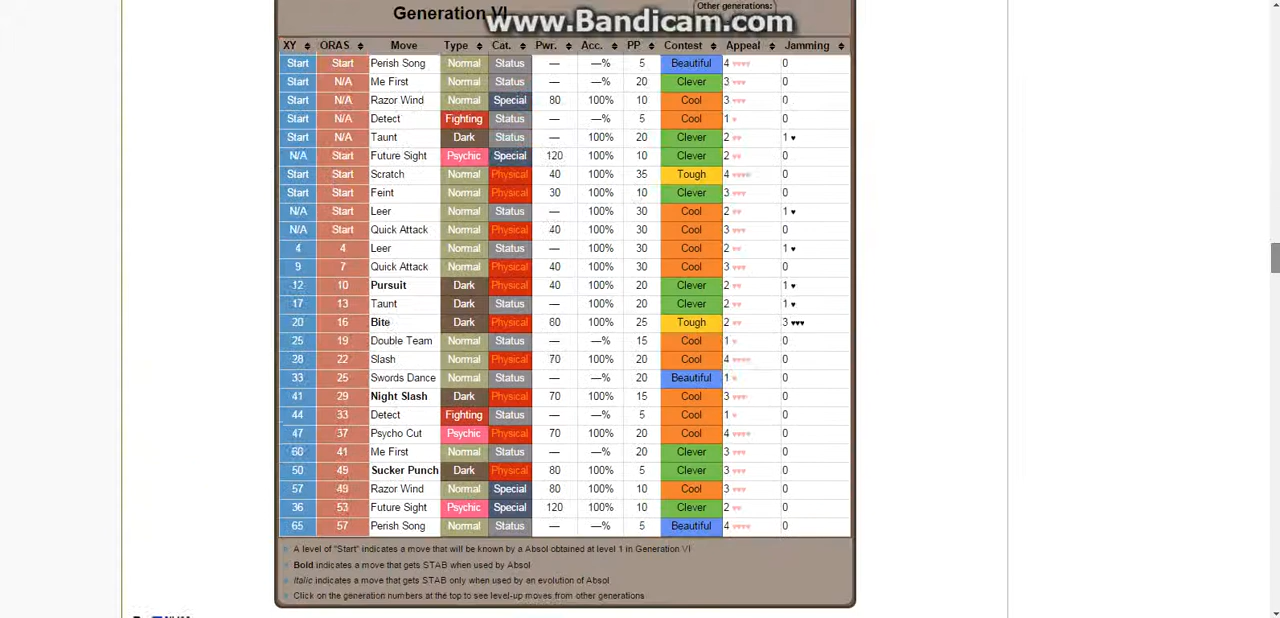 Other generations:
Generation VI
www.Bandicam.com
XY ORAS Move Type Cat. Pwr. Acc. PP Contest Appeal Jamming
Start Start Perish Song Normal Status — —% 5 Beautiful 4 ♥♥♥♥ 0
Start N/A Me First Normal Status — —% 20 Clever 3 ♥♥♥ 0
Start N/A Razor Wind Normal Special 80 100% 10 Cool 3 ♥♥♥ 0
Start N/A Detect Fighting Status — —% 5 Cool 1 ♥ 0
Start N/A Taunt Dark Status — 100% 20 Clever 2 ♥♥ 1 ♥
N/A Start Future Sight Psychic Special 120 100% 10 Clever 2 ♥♥ 0
Start Start Scratch Normal Physical 40 100% 35 Tough 4 ♥♥♥♥ 0
Start Start Feint Normal Physical 30 100% 10 Clever 3 ♥♥♥ 0
N/A Start Leer Normal Status — 100% 30 Cool 2 ♥♥ 1 ♥
N/A Start Quick Attack Normal Physical 40 100% 30 Cool 3 ♥♥♥ 0
4 4 Leer Normal Status — 100% 30 Cool 2 ♥♥ 1 ♥
9 7 Quick Attack Normal Physical 40 100% 30 Cool 3 ♥♥♥ 0
12 10 Pursuit Dark Physical 40 100% 20 Clever 2 ♥♥ 1 ♥
17 13 Taunt Dark Status — 100% 20 Clever 2 ♥♥ 1 ♥
20 16 Bite Dark Physical 60 100% 25 Tough 2 ♥♥ 3 ♥♥♥
25 19 Double Team Normal Status — —% 15 Cool 1 ♥ 0
28 22 Slash Normal Physical 70 100% 20 Cool 4 ♥♥♥♥ 0
33 25 Swords Dance Normal Status — —% 20 Beautiful 1 ♥ 0
41 29 Night Slash Dark Physical 70 100% 15 Cool 3 ♥♥♥ 0
44 33 Detect Fighting Status — —% 5 Cool 1 ♥ 0
47 37 Psycho Cut Psychic Physical 70 100% 20 Cool 4 ♥♥♥♥ 0
60 41 Me First Normal Status — —% 20 Clever 3 ♥♥♥ 0
50 49 Sucker Punch Dark Physical 80 100% 5 Clever 3 ♥♥♥ 0
57 49 Razor Wind Normal Special 80 100% 10 Cool 3 ♥♥♥ 0
36 53 Future Sight Psychic Special 120 100% 10 Clever 2 ♥♥ 0
65 57 Perish Song Normal Status — —% 5 Beautiful 4 ♥♥♥♥ 0
A level of "Start" indicates a move that will be known by a Absol obtained at level 1 in Generation VI
Bold indicates a move that gets STAB when used by Absol
Italic indicates a move that gets STAB only when used by an evolution of Absol
Click on the generation numbers at the top to see level-up moves from other generations